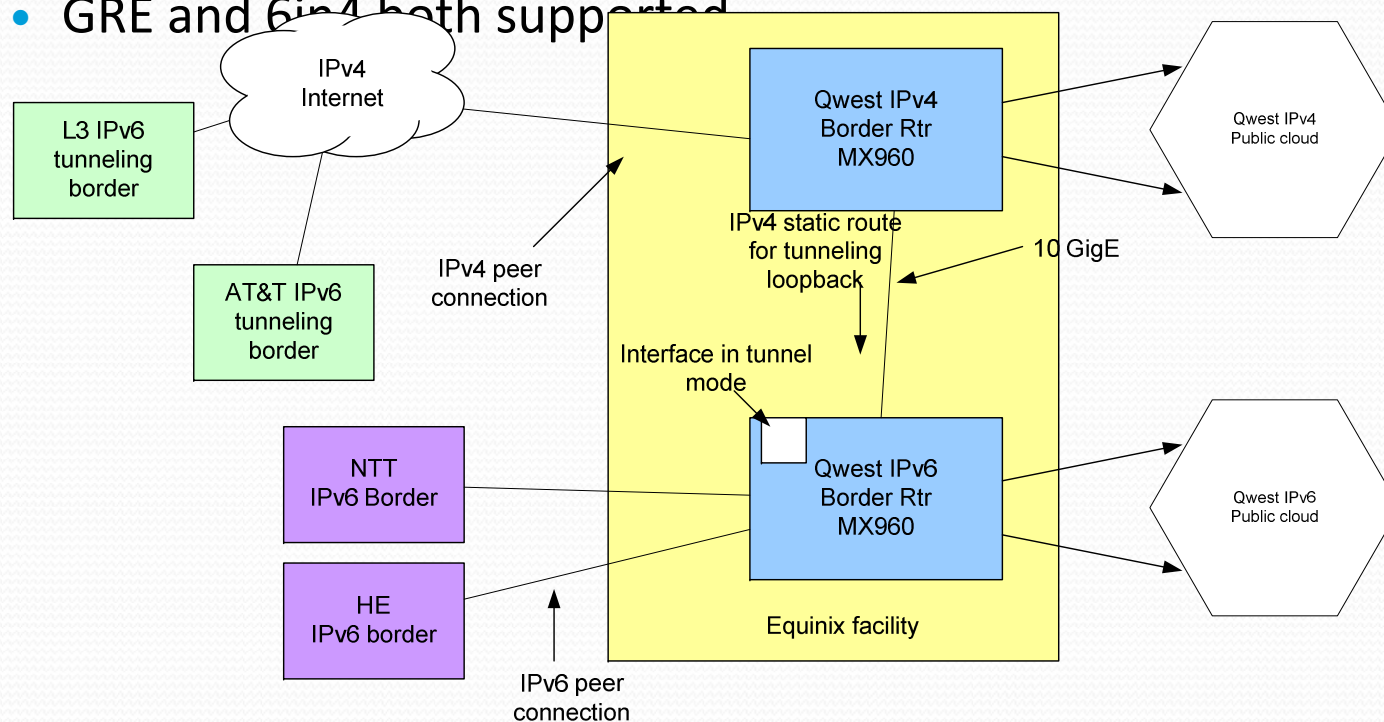 • GRE and 6in4 both supported
IPv4
Internet
L3 IPv6
tunneling
border
AT&T IPv6
tunneling
border
IPv4 peer
connection
Qwest IPv4
Border Rtr
MX960
Qwest IPv4
Public cloud
IPv4 static route
for tunneling
loopback
10 GigE
Interface in tunnel
mode
NTT
IPv6 Border
HE
IPv6 border
Qwest IPv6
Border Rtr
MX960
Qwest IPv6
Public cloud
Equinix facility
IPv6 peer
connection